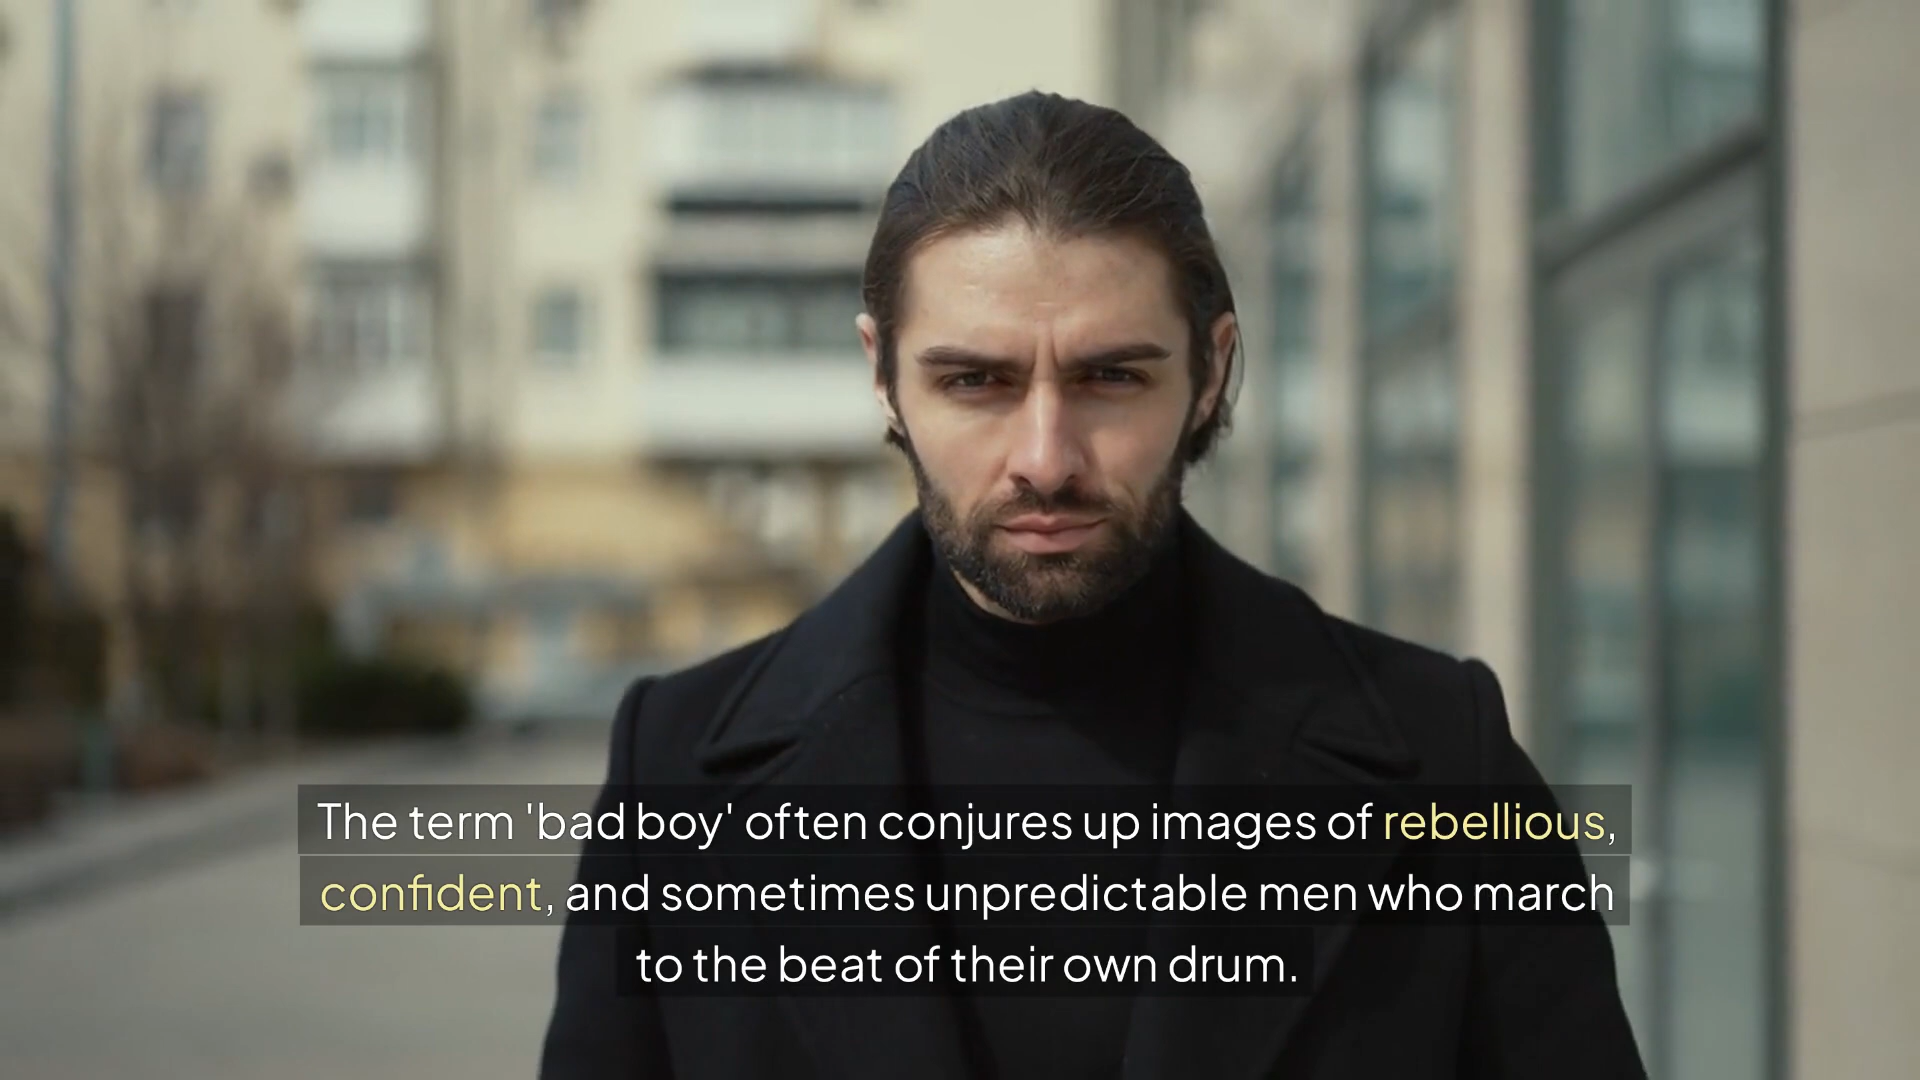 The term 'bad boy' often conjures up images of rebellious,
confident, and sometimes unpredictable men who march
to the beat of their own drum.